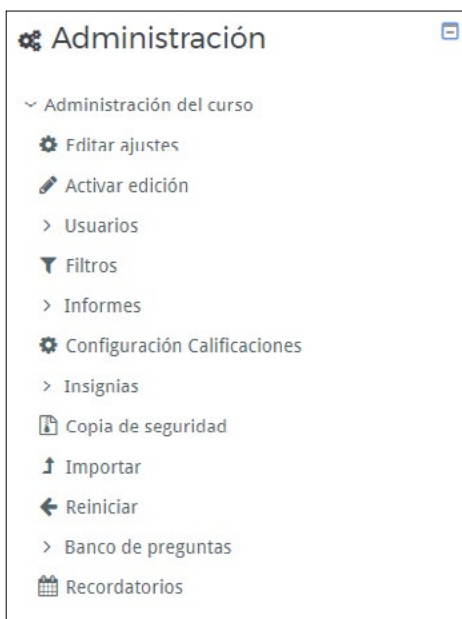 Administración
Administración del curso
Editar ajustes
Activar edición
Usuarios
Filtros
Informes
Configuración Calificaciones
Insignias
Copia de seguridad
Importar
Reiniciar
Banco de preguntas
Recordatorios